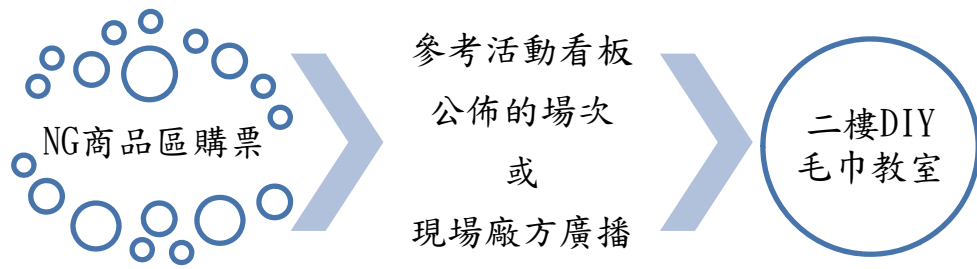 NG商品區購票
參考活動看板
公佈的場次
或
現場廠方廣播
二樓DIY
毛巾教室